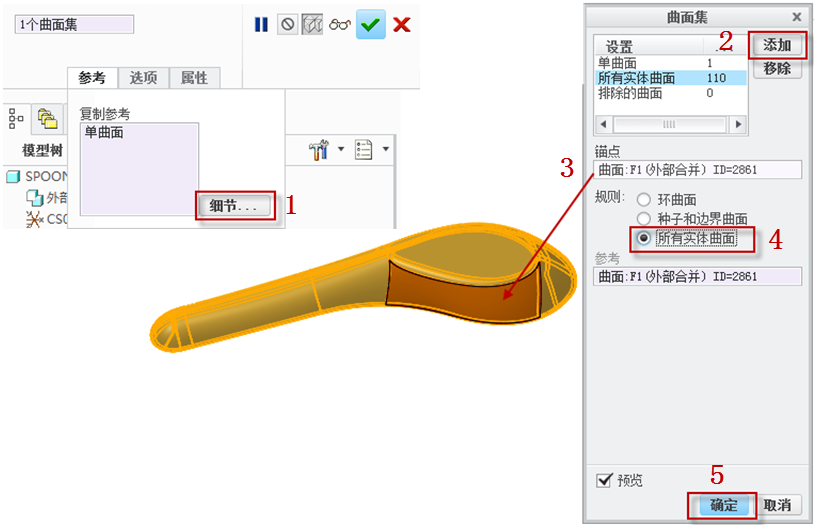 1个曲面集
参考 选项 属性
复制参考
单曲面
细节...
1
模型树
SPOON
外部
CS0
曲面集
设置 ...
2
添加
移除
单曲面 1
所有实体曲面 110
排除的曲面 0
锚点
3
曲面:F1(外部合并) ID=2861
规则:
环曲面
种子和边界曲面
所有实体曲面
4
参考
曲面:F1(外部合并) ID=2861
预览
5
确定
取消